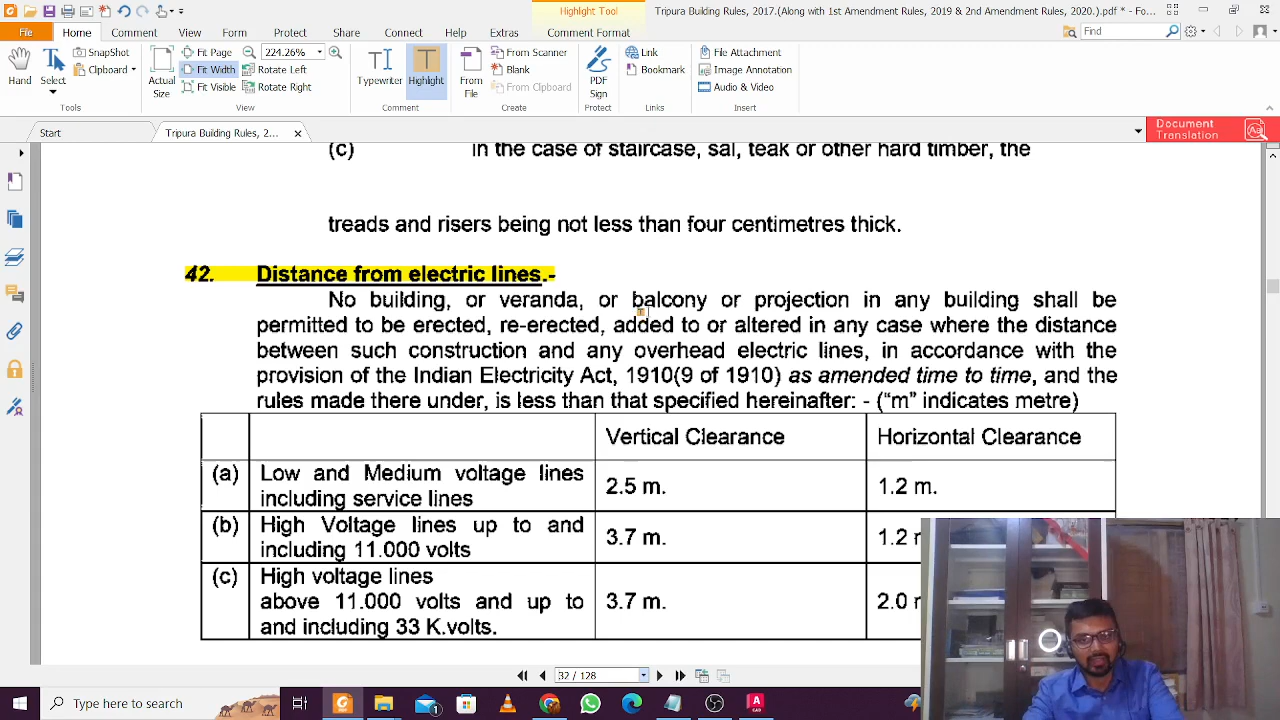 Highlight Tool
Tripura Building Rules, 2017.(Along with 1st Amendment Rules, 2019 & 2nd Amendment Rules, 2020.).pdf * - Fo...
File Home Comment View Form Protect Share Connect Help Extras Comment Format Find
Hand
Select
SnapShot
Clipboard
Tools
Actual Size
Fit Page
Fit Width
Fit Visible
224.26%
Rotate Left
Rotate Right
View
Typewriter
Highlight
Comment
From File
From Scanner
Blank
From Clipboard
Create
PDF Sign
Protect
Link
Bookmark
Links
File Attachment
Image Annotation
Audio & Video
Insert
Start
Tripura Buiding Rules, 2...
Document
Translation
(c) in the case of staircase, sal, teak or other hard timber, the
treads and risers being not less than four centimetres thick.
42. Distance from electric lines.-
No building, or veranda, or balcony or projection in any building shall be
permitted to be erected, re-erected, added to or altered in any case where the distance
between such construction and any overhead electric lines, in accordance with the
provision of the Indian Electricity Act, 1910(9 of 1910) as amended time to time, and the
rules made there under, is less than that specified hereinafter: - (“m” indicates metre)
Vertical Clearance Horizontal Clearance
(a) Low and Medium voltage lines
including service lines
2.5 m. 1.2 m.
(b) High Voltage lines up to and
including 11.000 volts
3.7 m. 1.2
(c) High voltage lines
above 11.000 volts and up to
and including 33 K.volts.
3.7 m. 2.0
32 / 128
Type here to search